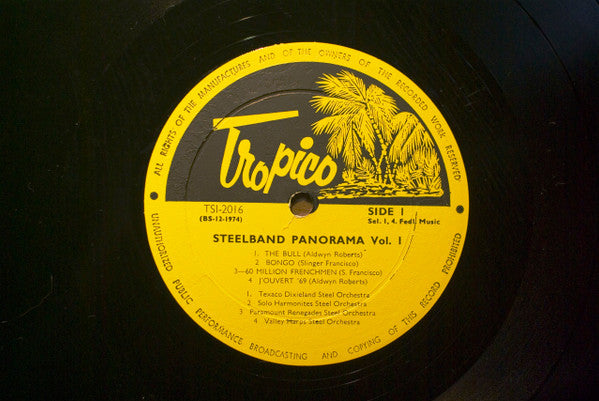 ALL RIGHTS OF THE MANUFACTURES AND OF THE OWNERS OF THE RECORDED WORK RESERVED
Tropico
TSI-2016
(BS-12-1974)
SIDE 1
Sel. 1, 4. Fedl. Music
STEELBAND PANORAMA Vol. 1
1. THE BULL (Aldwyn Roberts)
2 BONGO (Slinger Francisco)
3—60 MILLION FRENCHMEN (S. Francisco)
4 J'OUVERT '69 (Aldwyn Roberts)
1. Texaco Dixieland Steel Orchestra
2 Solo Harmonites Steel Orchestra
3 Paramount Renegades Steel Orchestra
4 Valley Harps Steel Orchestra
UNAUTHORIZED PUBLIC PERFORMANCE BROADCASTING AND COPYING OF THIS RECORD PROHIBITED